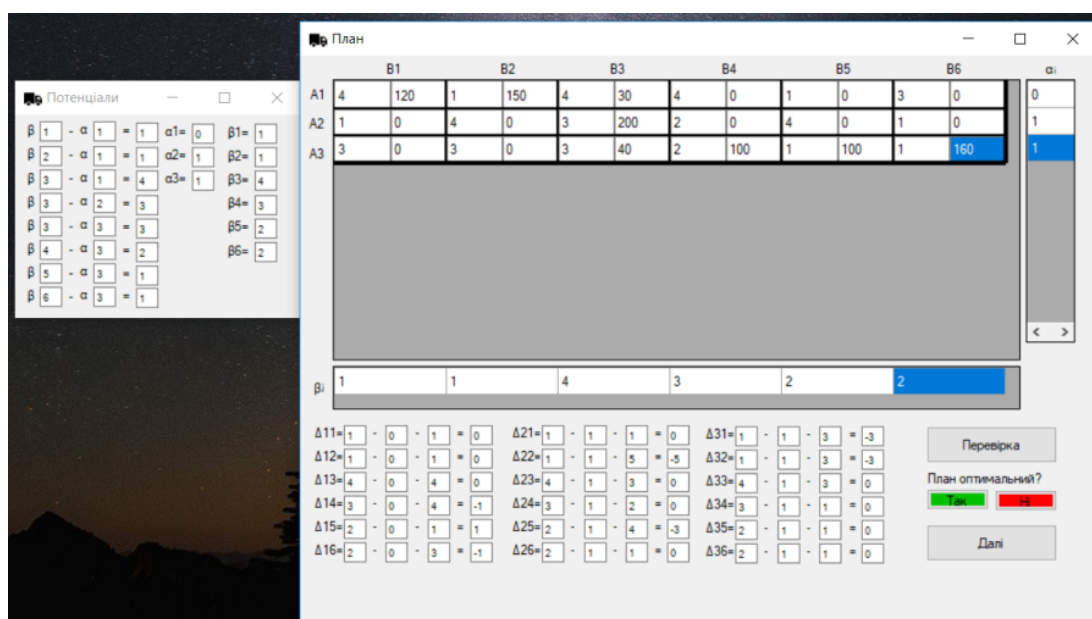 Потенціали
β 1 - α 1 = 1 α1= 0 β1= 1
β 2 - α 1 = 1 α2= 1 β2= 1
β 3 - α 1 = 4 α3= 1 β3= 4
β 3 - α 2 = 3 β4= 3
β 3 - α 3 = 3 β5= 2
β 4 - α 3 = 2 β6= 2
β 5 - α 3 = 1
β 6 - α 3 = 1
План
B1 B2 B3 B4 B5 B6 αi
A1 4 120 1 150 4 30 4 0 1 0 3 0 0
A2 1 0 4 0 3 200 2 0 4 0 1 0 1
A3 3 0 3 0 3 40 2 100 1 100 1 160 1
βi 1 1 4 3 2 2
Δ11= 1 - 0 - 1 = 0 Δ21= 1 - 1 - 1 = 0 Δ31= 1 - 1 - 3 = -3
Δ12= 1 - 0 - 1 = 0 Δ22= 1 - 1 - 5 = -5 Δ32= 1 - 1 - 3 = -3
Δ13= 4 - 0 - 4 = 0 Δ23= 4 - 1 - 3 = 0 Δ33= 4 - 1 - 3 = 0
Δ14= 3 - 0 - 4 = -1 Δ24= 3 - 1 - 2 = 0 Δ34= 3 - 1 - 1 = 0
Δ15= 2 - 0 - 1 = 1 Δ25= 2 - 1 - 4 = -3 Δ35= 2 - 1 - 1 = 0
Δ16= 2 - 0 - 3 = -1 Δ26= 2 - 1 - 1 = 0 Δ36= 2 - 1 - 1 = 0
Перевірка
План оптимальний?
Так Ні
Далі